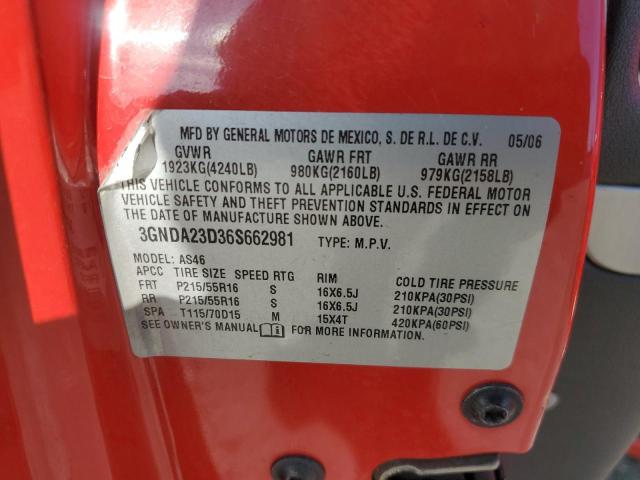 MFD BY GENERAL MOTORS DE MEXICO, S. DE R.L. DE C.V. 05/06
GVWR GAWR FRT GAWR RR
1923KG(4240LB) 980KG(2160LB) 979KG(2158LB)
THIS VEHICLE CONFORMS TO ALL APPLICABLE U.S. FEDERAL MOTOR
VEHICLE SAFETY AND THEFT PREVENTION STANDARDS IN EFFECT ON
THE DATE OF MANUFACTURE SHOWN ABOVE.
3GNDA23D36S662981 TYPE: M.P.V.
MODEL: AS46
APCC TIRE SIZE SPEED RTG RIM COLD TIRE PRESSURE
FRT P215/55R16 S 16X6.5J 210KPA(30PSI)
RR P215/55R16 S 16X6.5J 210KPA(30PSI)
SPA T115/70D15 M 15X4T 420KPA(60PSI)
SEE OWNER'S MANUAL FOR MORE INFORMATION.